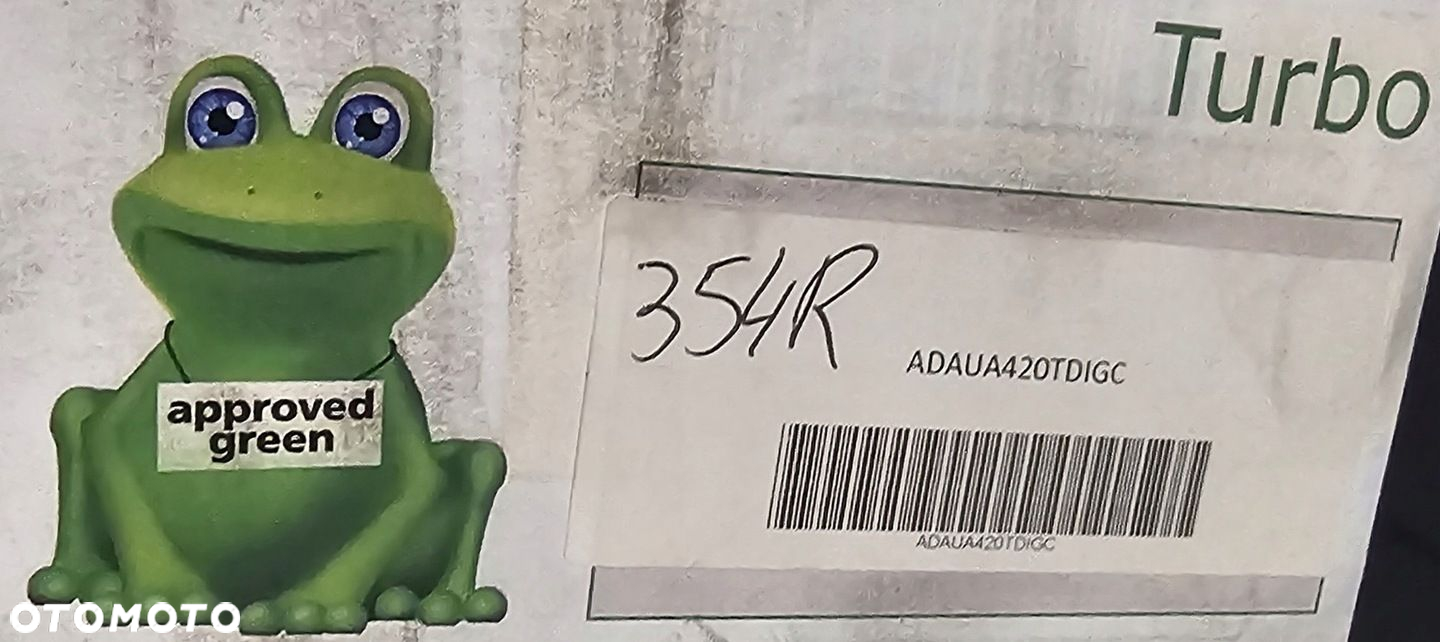 Turbo
354R
ADAUA420TDIGC
ADAUA420TDIGC
approved
green
OTOMOTO